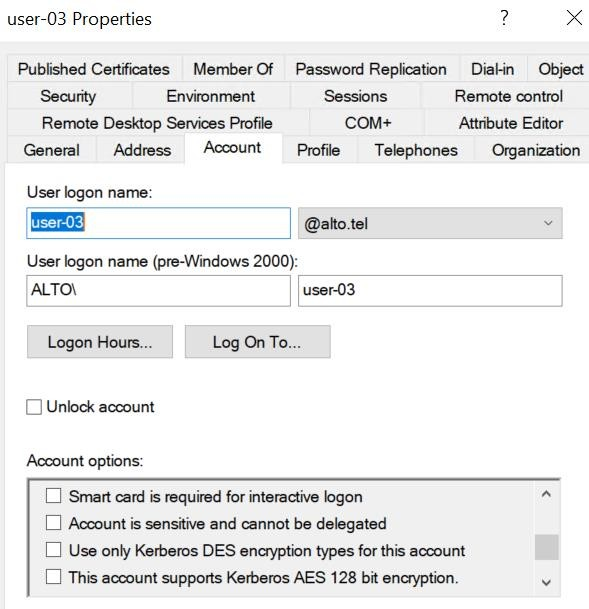 user-03 Properties ?
Published Certificates Member Of Password Replication Dial-in Object
Security Environment Sessions Remote control
Remote Desktop Services Profile COM+ Attribute Editor
General Address Account Profile Telephones Organization
User logon name:
user-03 @alto.tel
User logon name (pre-Windows 2000):
ALTO\ user-03
Logon Hours... Log On To...
Unlock account
Account options:
Smart card is required for interactive logon
Account is sensitive and cannot be delegated
Use only Kerberos DES encryption types for this account
This account supports Kerberos AES 128 bit encryption.